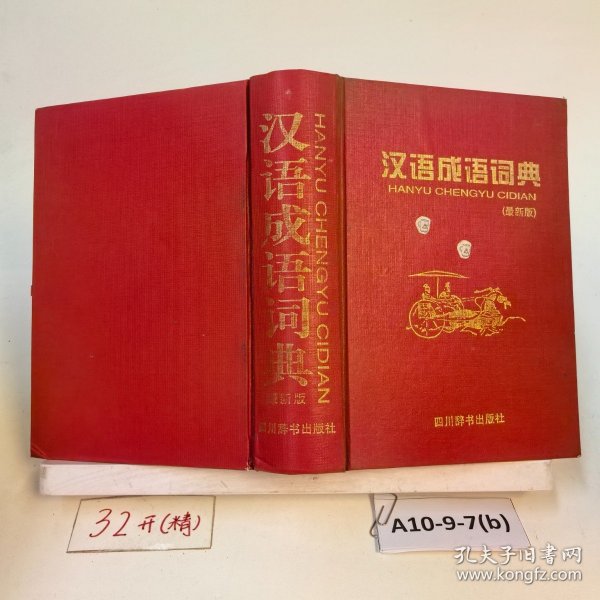 汉语成语词典
HANYU CHENGYU CIDIAN
最新版
四川辞书出版社
汉语成语词典
HANYU CHENGYU CIDIAN
(最新版)
四川辞书出版社
32开(精)
A10-9-7(b)
孔夫子旧书网
www.kongfz.com